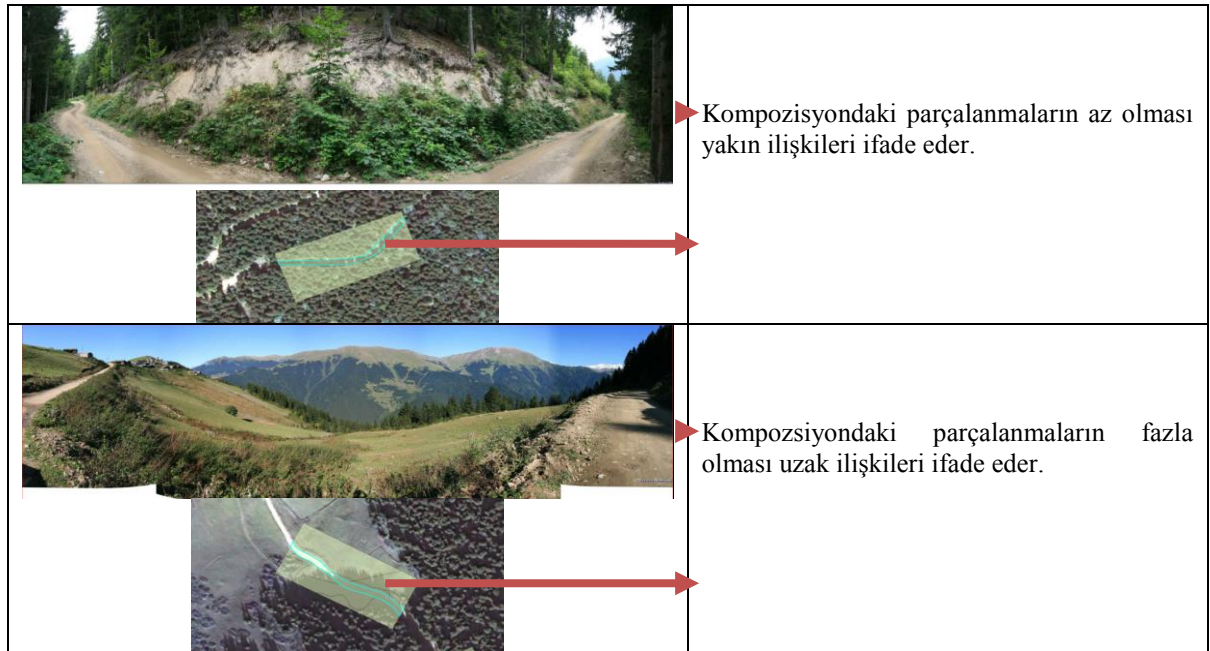 Kompozisyondaki parçalanmaların az olması
yakın ilişkileri ifade eder.
Kompozsiyondaki parçalanmaların fazla
olması uzak ilişkileri ifade eder.